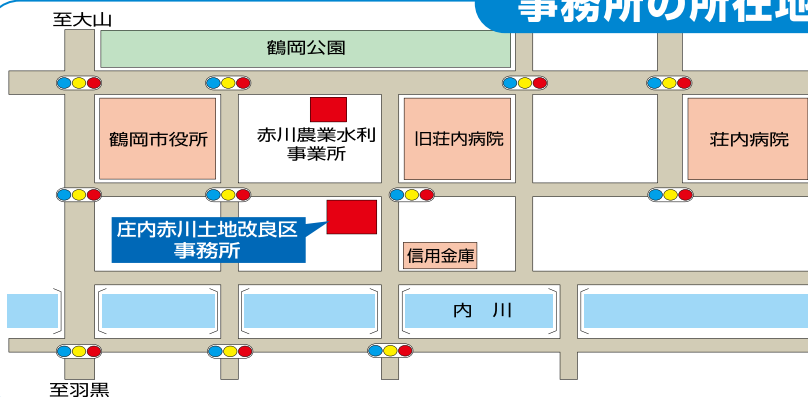 事務所の所在地
至大山
鶴岡公園
鶴岡市役所
赤川農業水利
事業所
旧荘内病院
荘内病院
庄内赤川土地改良区
事務所
信用金庫
内 川
至羽黒